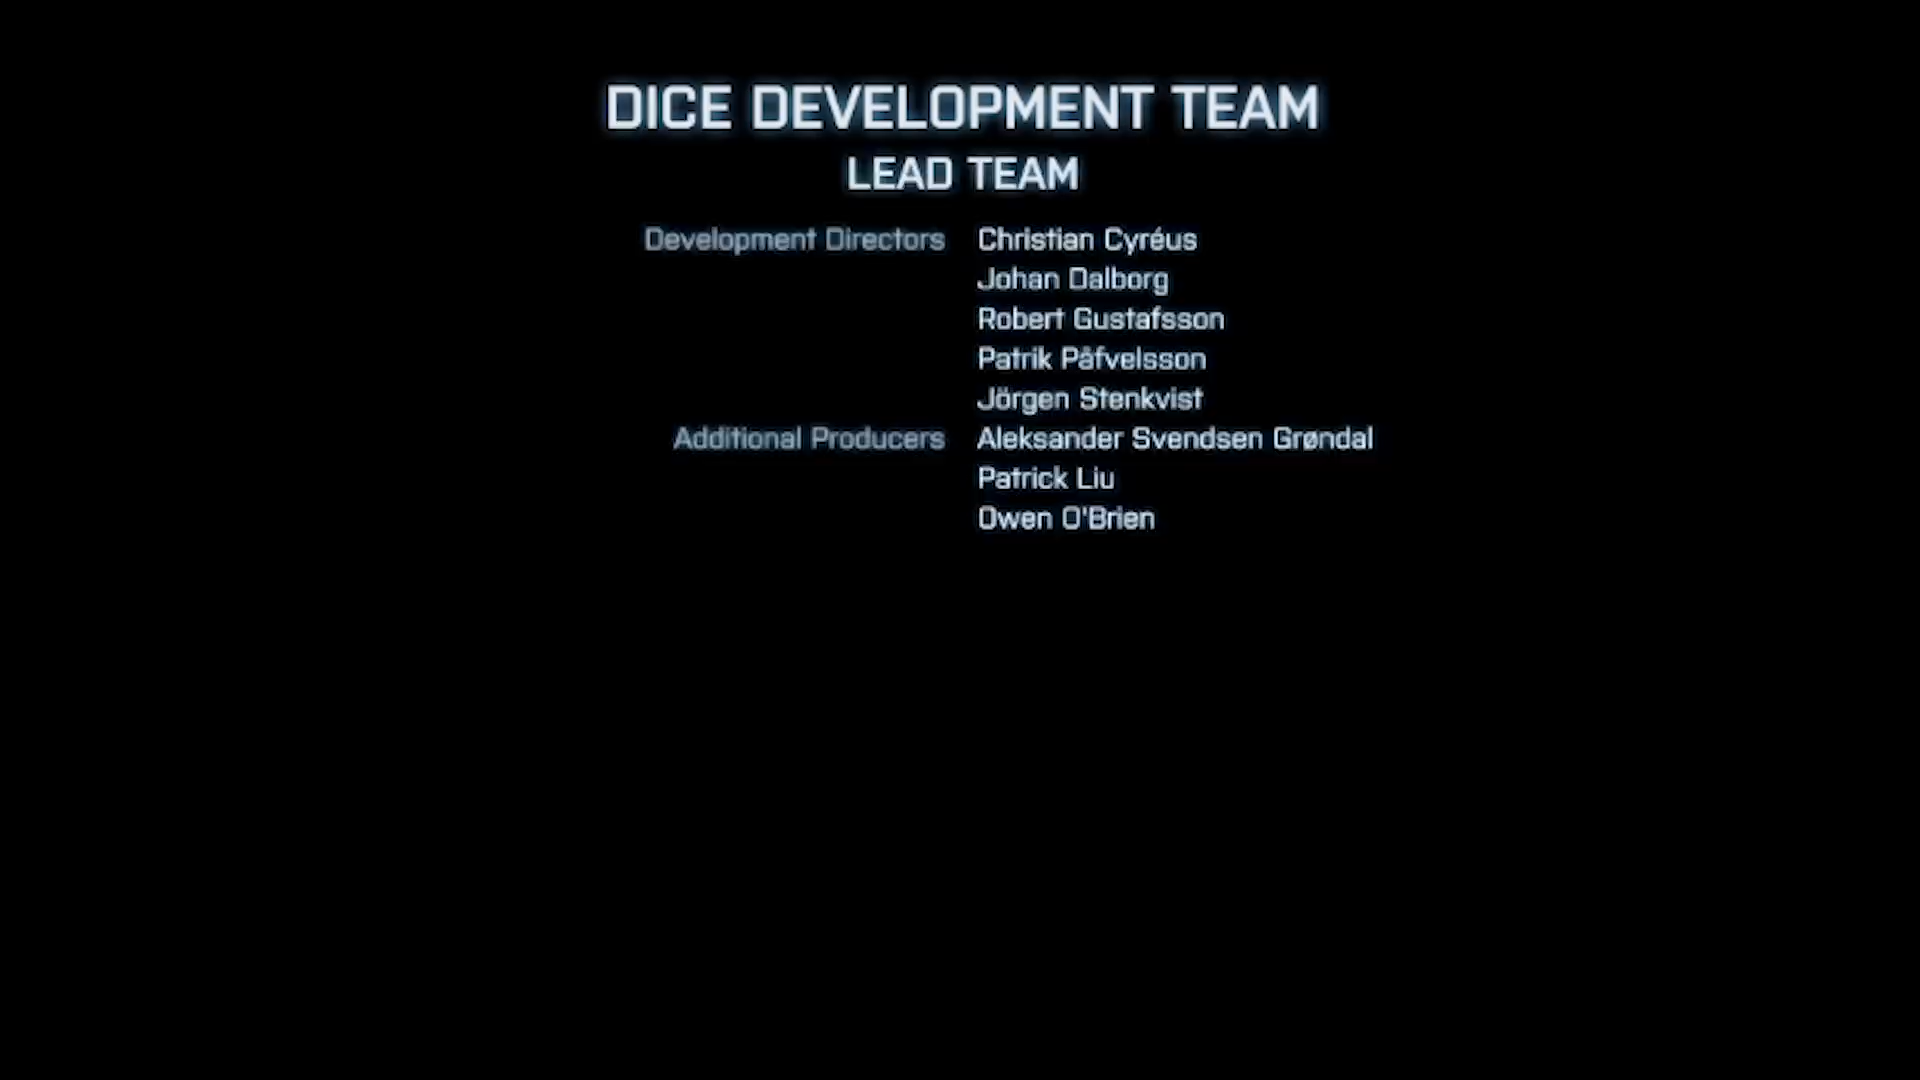 DICE DEVELOPMENT TEAM
LEAD TEAM
Development Directors Christian Cyréus
Johan Dalborg
Robert Gustafsson
Patrik Påfvelsson
Jörgen Stenkvist
Additional Producers Aleksander Svendsen Grøndal
Patrick Liu
Owen O'Brien